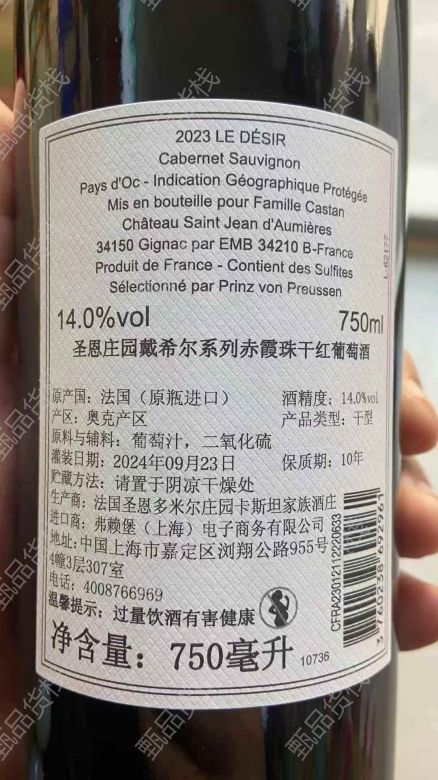 2023 LE DÉSIR
Cabernet Sauvignon
Pays d'Oc - Indication Géographique Protégée
Mis en bouteille pour Famille Castan
Château Saint Jean d'Aumières
34150 Gignac par EMB 34210 B-France
Produit de France - Contient des Sulfites
Sélectionné par Prinz von Preussen
L 62177
14.0%vol 750ml
圣恩庄园戴希尔系列赤霞珠干红葡萄酒
原产国：法国（原瓶进口） 酒精度：14.0%vol
产区：奥克产区 产品类型：干型
原料与辅料：葡萄汁，二氧化硫
灌装日期：2024年09月23日 保质期：10年
贮藏方法：请置于阴凉干燥处
生产商：法国圣恩多米尔庄园卡斯坦家族酒庄
进口商：弗赖堡（上海）电子商务有限公司
地址：中国上海市嘉定区浏翔公路955号
4幢3层307室
电话：4008766969
温馨提示：过量饮酒有害健康
净含量：750毫升 10736
CFRA23012112220633
3 760238 692961
甄品货栈